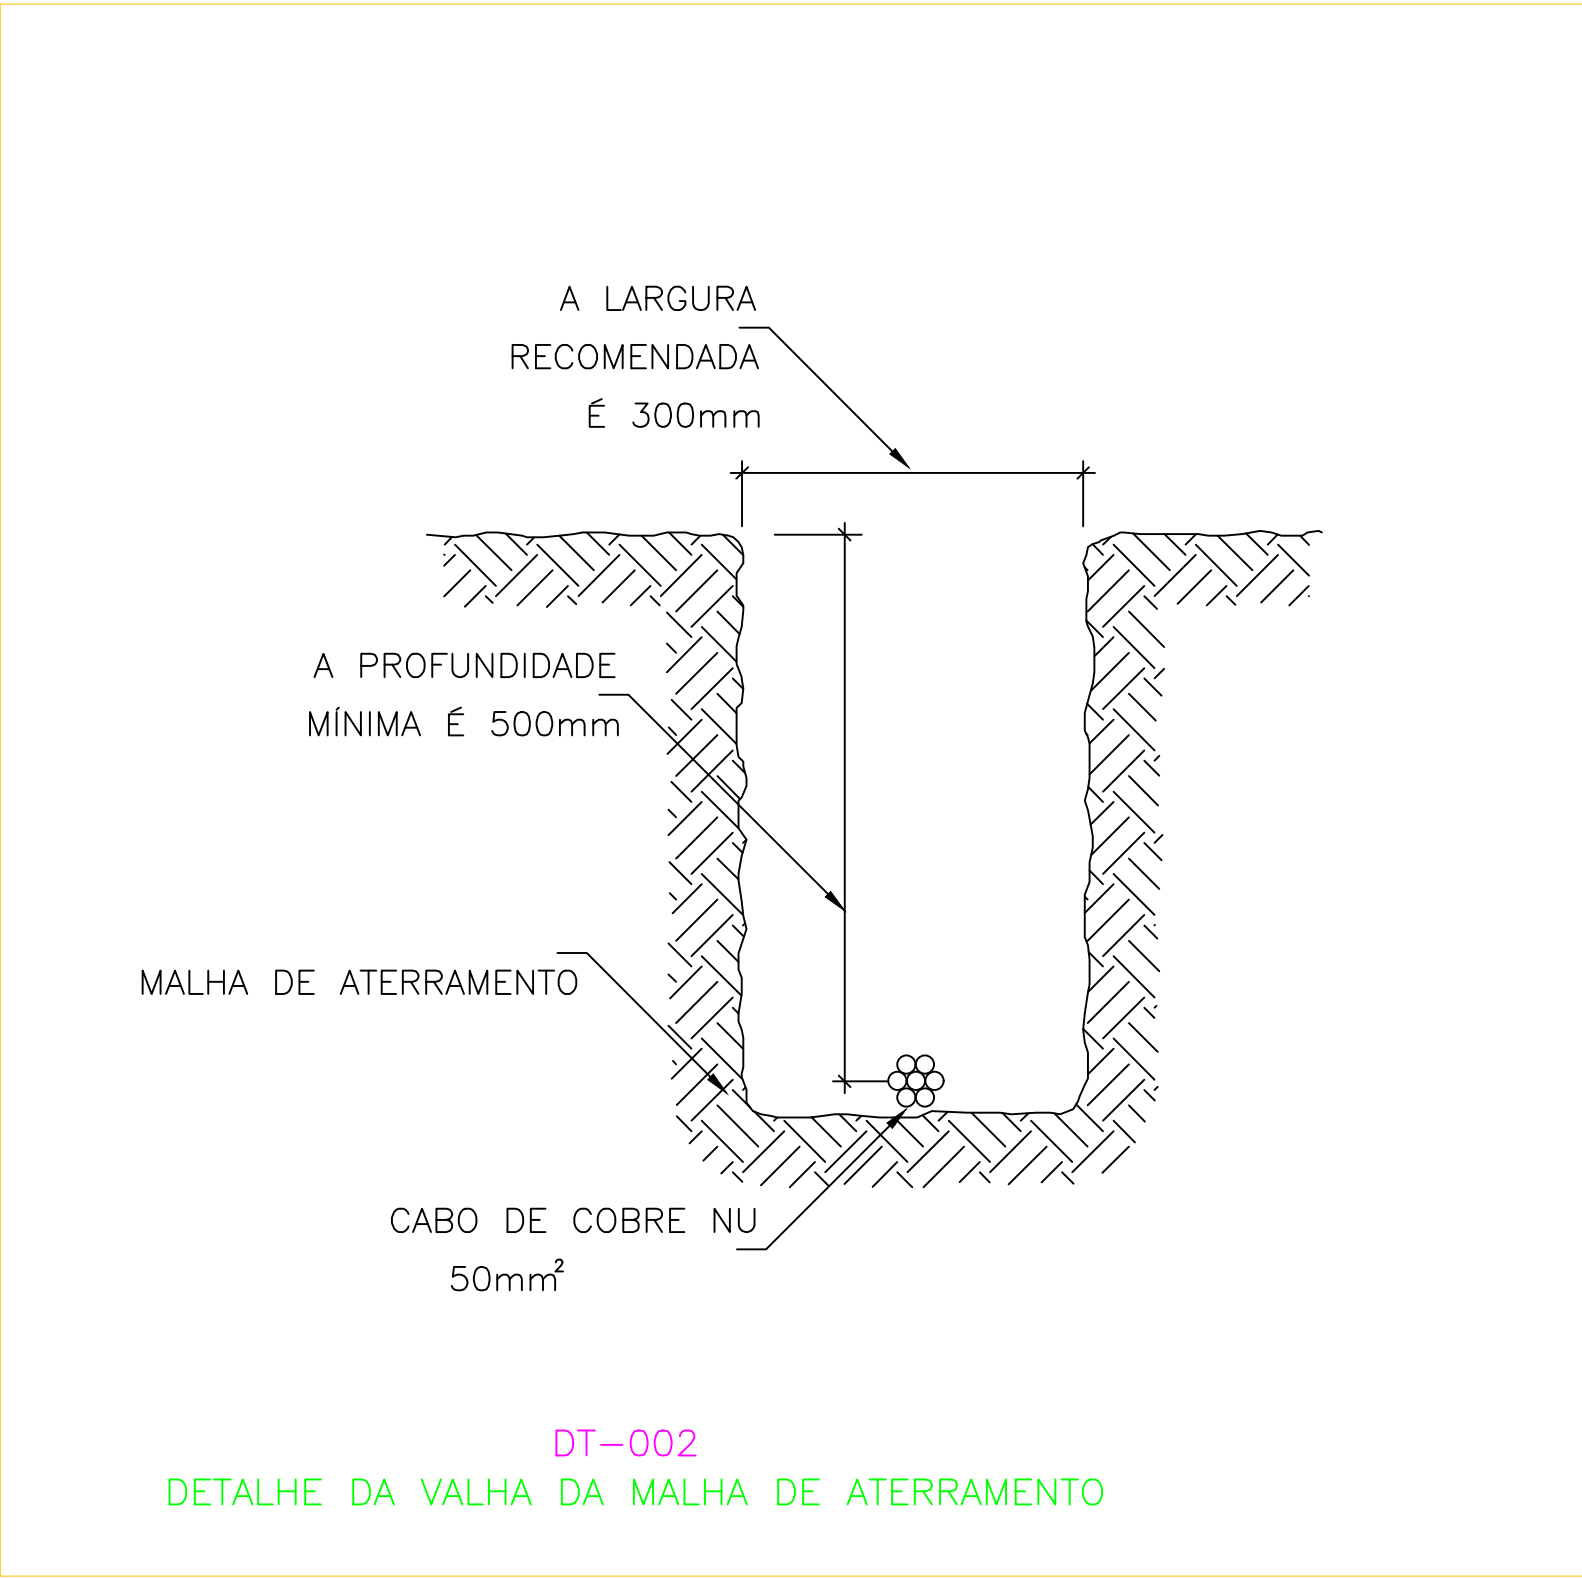 A LARGURA
RECOMENDADA
É 300mm
A PROFUNDIDADE
MÍNIMA É 500mm
MALHA DE ATERRAMENTO
CABO DE COBRE NU
50mm²
DT-002
DETALHE DA VALHA DA MALHA DE ATERRAMENTO